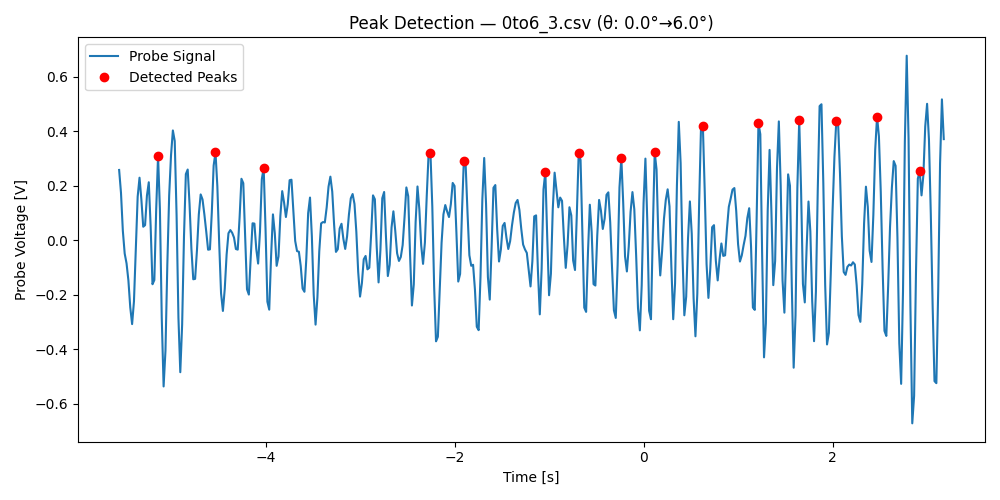 Peak Detection — 0to6_3.csv (θ: 0.0°→6.0°)
Probe Signal
Detected Peaks
Probe Voltage [V]
0.6
0.4
0.2
0.0
−0.2
−0.4
−0.6
−4
−2
0
2
Time [s]